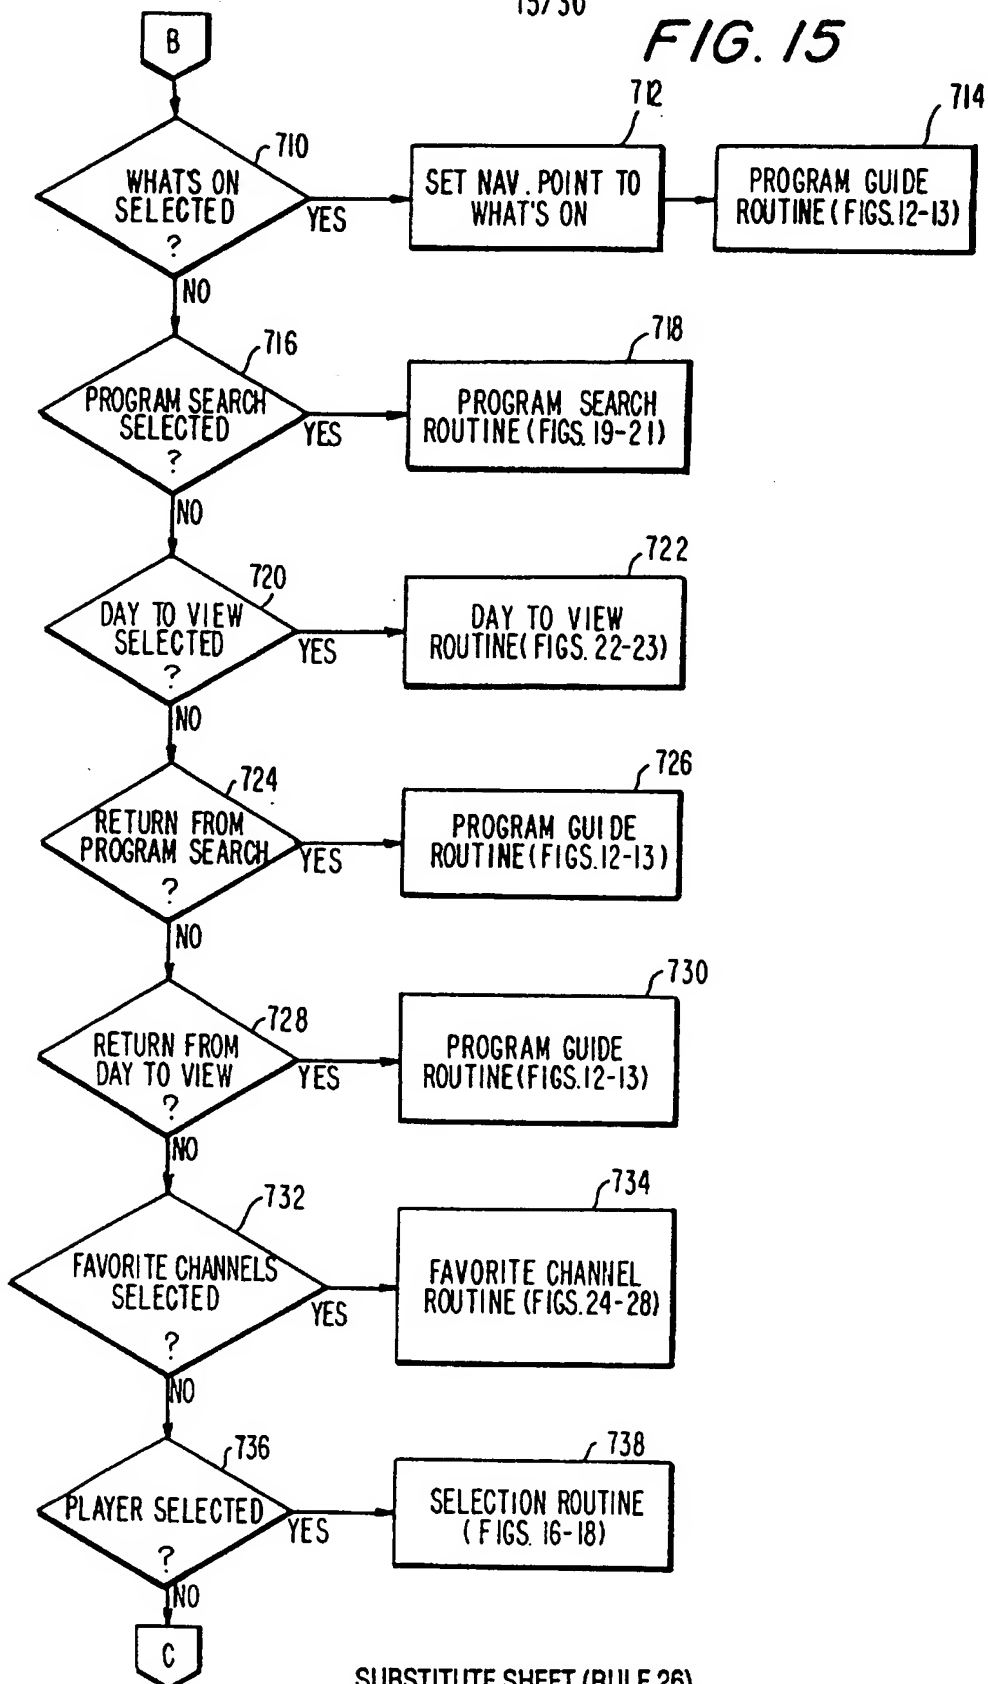 15/30
FIG. 15
B
710
WHAT'S ON
SELECTED
?
YES
NO
712
SET NAV. POINT TO
WHAT'S ON
714
PROGRAM GUIDE
ROUTINE (FIGS. 12-13)
716
PROGRAM SEARCH
SELECTED
?
YES
NO
718
PROGRAM SEARCH
ROUTINE (FIGS. 19-21)
720
DAY TO VIEW
SELECTED
?
YES
NO
722
DAY TO VIEW
ROUTINE (FIGS. 22-23)
724
RETURN FROM
PROGRAM SEARCH
?
YES
NO
726
PROGRAM GUIDE
ROUTINE (FIGS. 12-13)
728
RETURN FROM
DAY TO VIEW
?
YES
NO
730
PROGRAM GUIDE
ROUTINE (FIGS. 12-13)
732
FAVORITE CHANNELS
SELECTED
?
YES
NO
734
FAVORITE CHANNEL
ROUTINE (FIGS. 24-28)
736
PLAYER SELECTED
?
YES
NO
738
SELECTION ROUTINE
(FIGS. 16-18)
C
SUBSTITUTE SHEET (RULE 26)